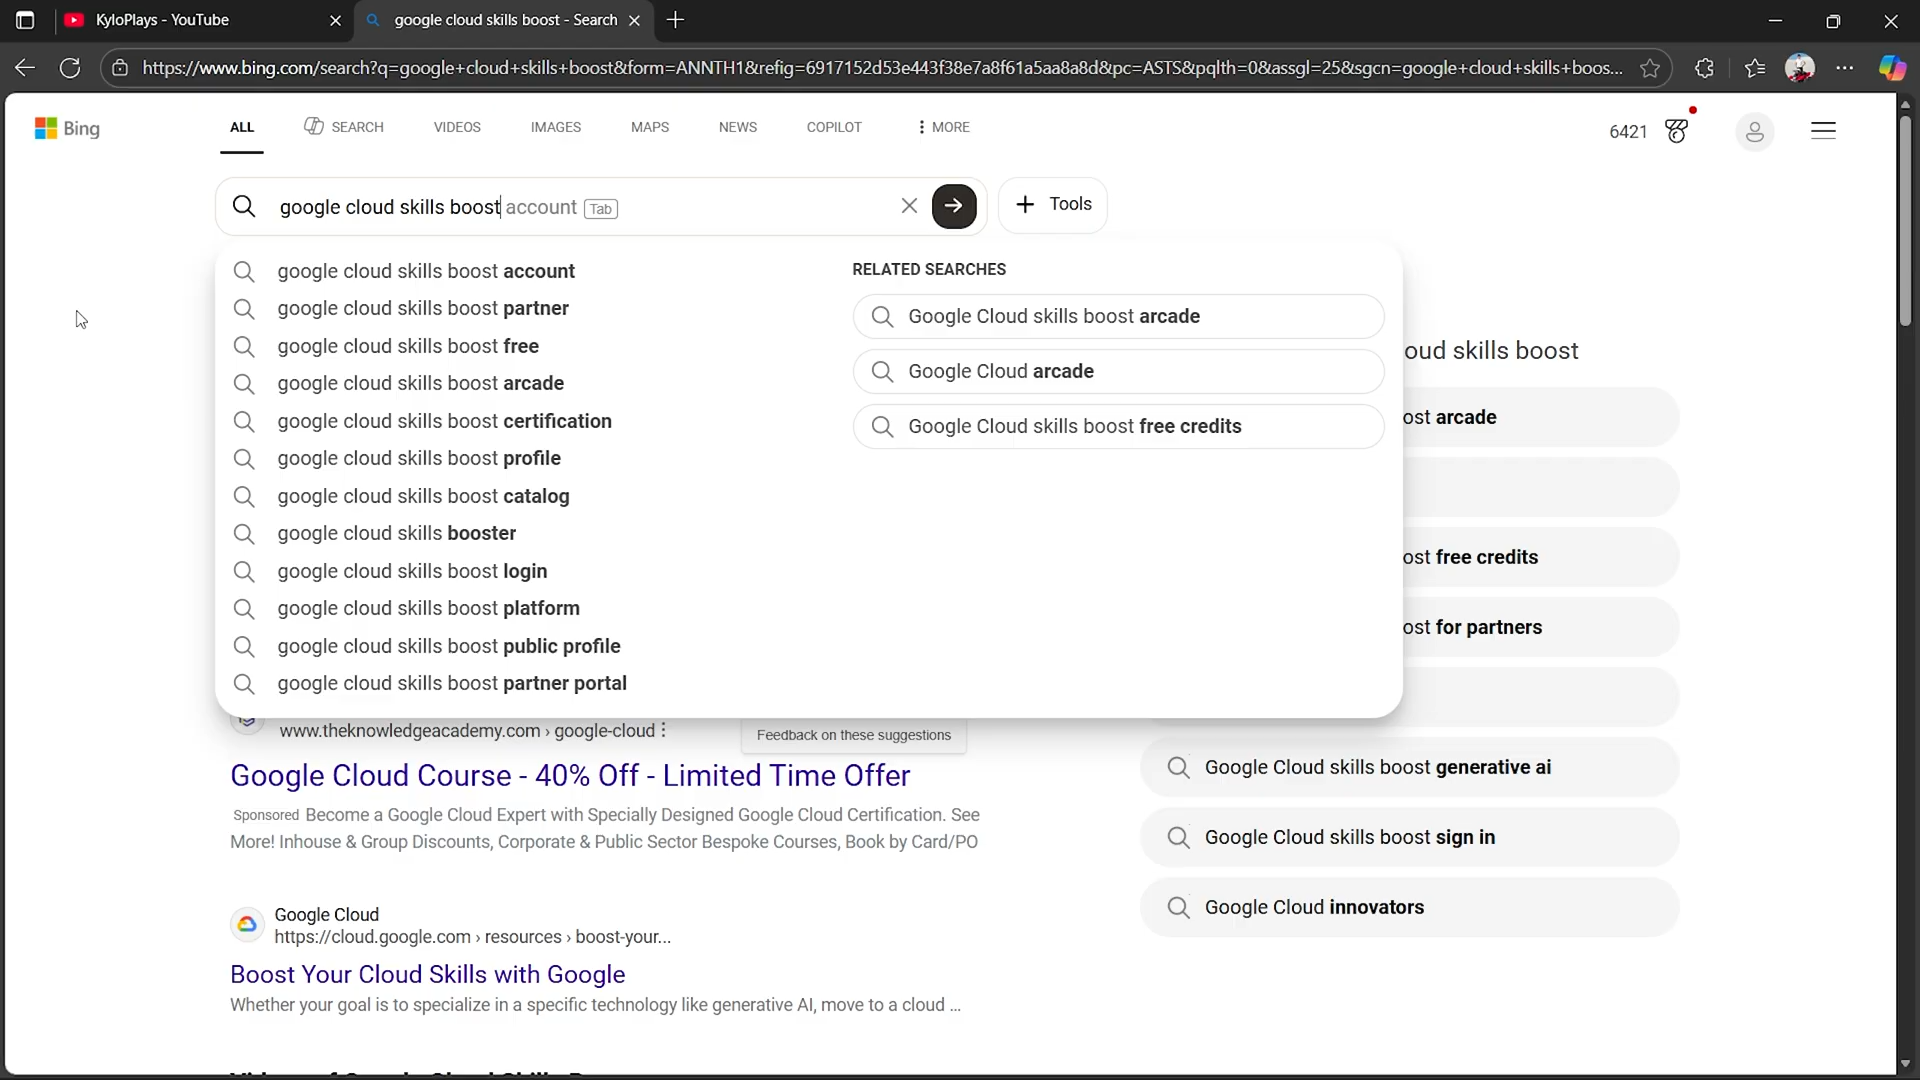 KyloPlays - YouTube
google cloud skills boost - Search
https://www.bing.com/search?q=google+cloud+skills+boost&form=ANNTH1&refig=6917152d53e443f38e7a8f61a5aa8a8d&pc=ASTS&pqlth=0&assgl=25&sgcn=google+cloud+skills+boos...
Bing
ALL
SEARCH
VIDEOS
IMAGES
MAPS
NEWS
COPILOT
MORE
6421
google cloud skills boost account Tab
Tools
google cloud skills boost account
google cloud skills boost partner
google cloud skills boost free
google cloud skills boost arcade
google cloud skills boost certification
google cloud skills boost profile
google cloud skills boost catalog
google cloud skills booster
google cloud skills boost login
google cloud skills boost platform
google cloud skills boost public profile
google cloud skills boost partner portal
RELATED SEARCHES
Google Cloud skills boost arcade
Google Cloud arcade
Google Cloud skills boost free credits
Feedback on these suggestions
oud skills boost
ost arcade
ost free credits
ost for partners
Google Cloud skills boost generative ai
Google Cloud skills boost sign in
Google Cloud innovators
www.theknowledgeacademy.com › google-cloud
Google Cloud Course - 40% Off - Limited Time Offer
Sponsored Become a Google Cloud Expert with Specially Designed Google Cloud Certification. See
More! Inhouse & Group Discounts, Corporate & Public Sector Bespoke Courses, Book by Card/PO
Google Cloud
https://cloud.google.com › resources › boost-your...
Boost Your Cloud Skills with Google
Whether your goal is to specialize in a specific technology like generative AI, move to a cloud ...